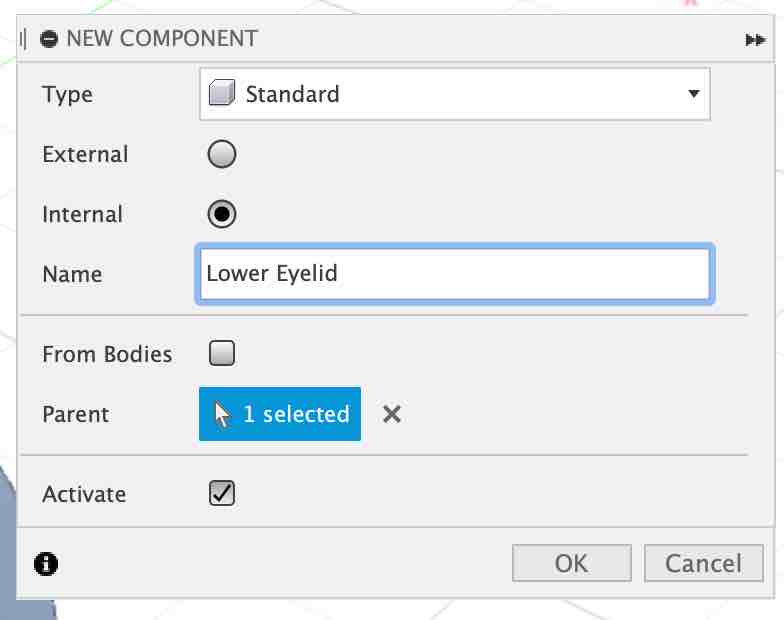 NEW COMPONENT
Type Standard
External
Internal
Name Lower Eyelid
From Bodies
Parent 1 selected
Activate
OK Cancel